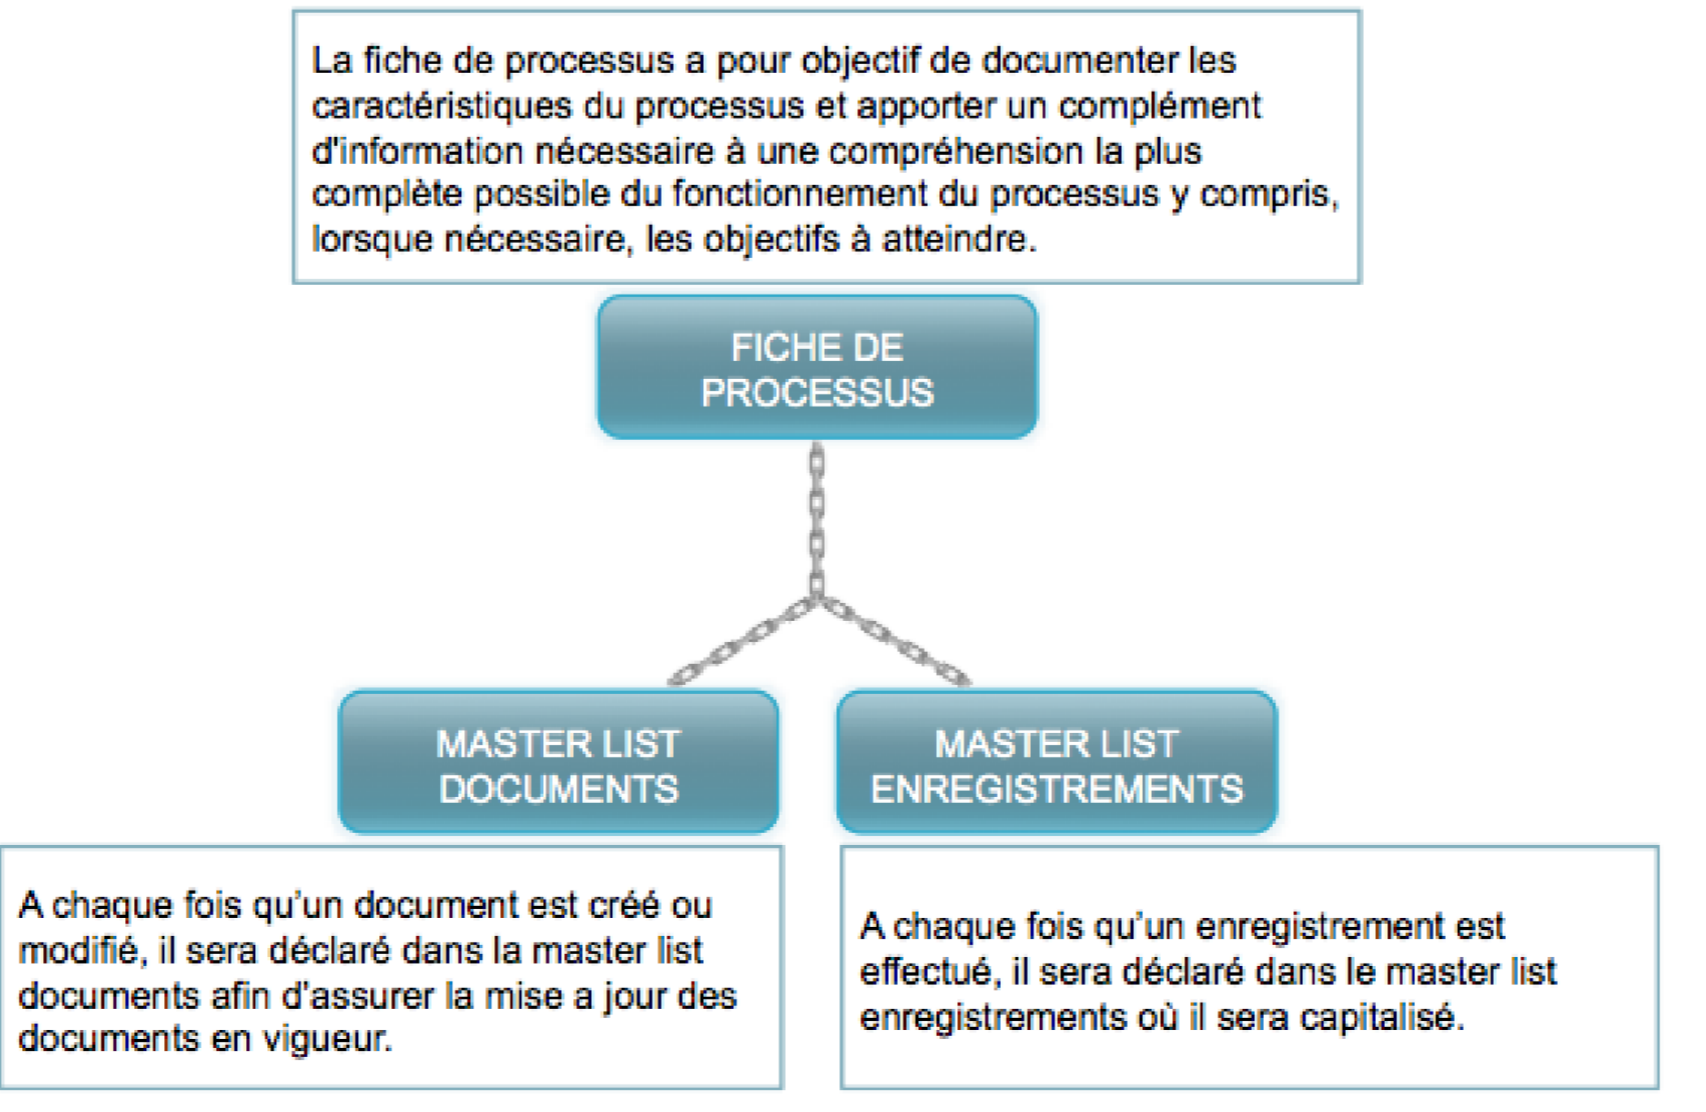 La fiche de processus a pour objectif de documenter les
caractéristiques du processus et apporter un complément
d'information nécessaire à une compréhension la plus
complète possible du fonctionnement du processus y compris,
lorsque nécessaire, les objectifs à atteindre.
FICHE DE
PROCESSUS
MASTER LIST
DOCUMENTS
MASTER LIST
ENREGISTREMENTS
A chaque fois qu’un document est créé ou
modifié, il sera déclaré dans la master list
documents afin d’assurer la mise a jour des
documents en vigueur.
A chaque fois qu’un enregistrement est
effectué, il sera déclaré dans le master list
enregistrements où il sera capitalisé.